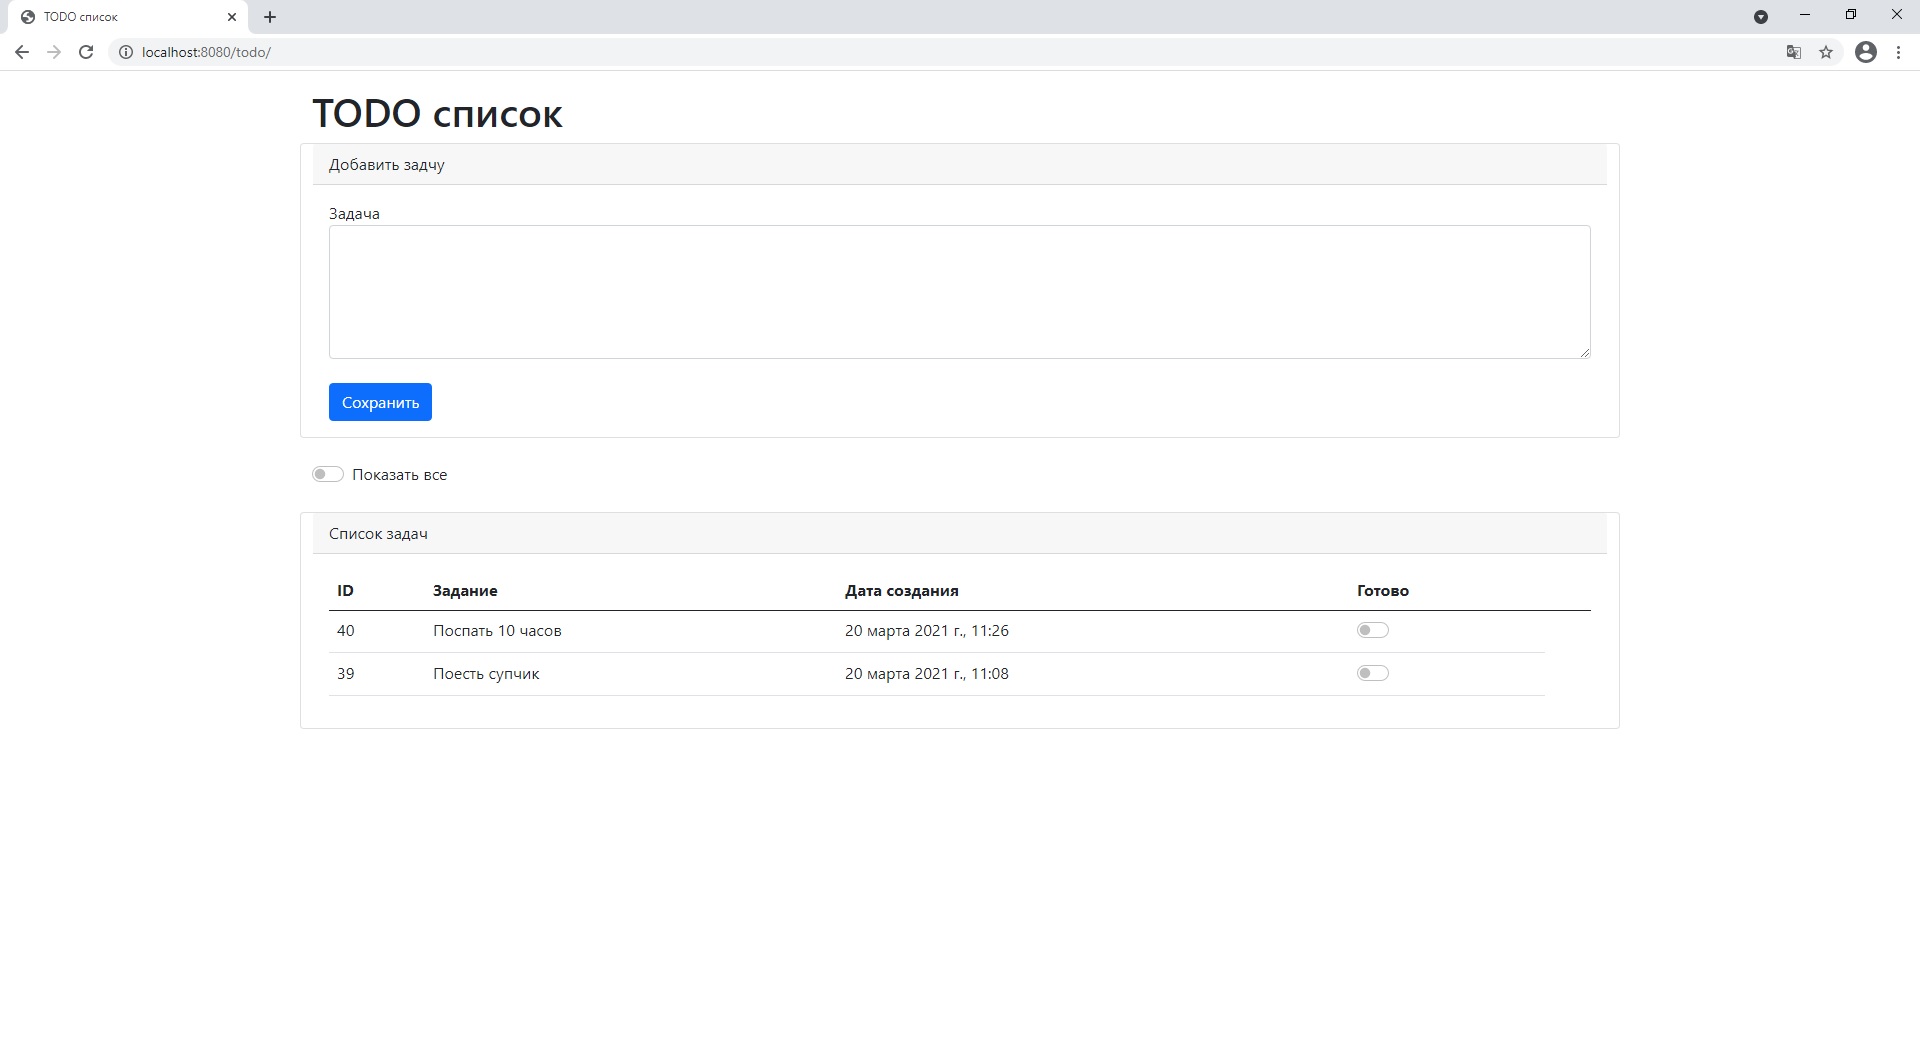 TODO список
localhost:8080/todo/
TODO список
Добавить задчу
Задача
Сохранить
Показать все
Список задач
ID Задание Дата создания Готово
40 Поспать 10 часов 20 марта 2021 г., 11:26
39 Поесть супчик 20 марта 2021 г., 11:08